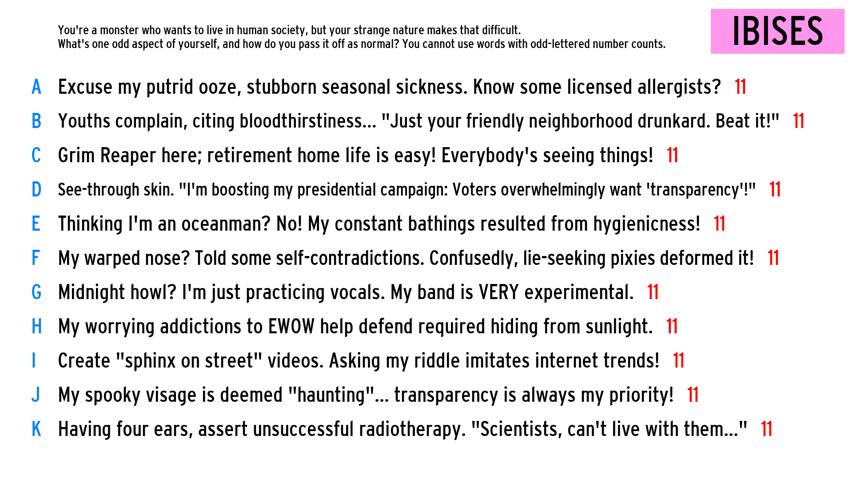 You're a monster who wants to live in human society, but your strange nature makes that difficult.
What's one odd aspect of yourself, and how do you pass it off as normal? You cannot use words with odd-lettered number counts.
IBISES
A Excuse my putrid ooze, stubborn seasonal sickness. Know some licensed allergists? 11
B Youths complain, citing bloodthirstiness... "Just your friendly neighborhood drunkard. Beat it!" 11
C Grim Reaper here; retirement home life is easy! Everybody's seeing things! 11
D See-through skin. "I'm boosting my presidential campaign: Voters overwhelmingly want 'transparency'!" 11
E Thinking I'm an oceanman? No! My constant bathings resulted from hygienicness! 11
F My warped nose? Told some self-contradictions. Confusedly, lie-seeking pixies deformed it! 11
G Midnight howl? I'm just practicing vocals. My band is VERY experimental. 11
H My worrying addictions to EWOW help defend required hiding from sunlight. 11
I Create "sphinx on street" videos. Asking my riddle imitates internet trends! 11
J My spooky visage is deemed "haunting"... transparency is always my priority! 11
K Having four ears, assert unsuccessful radiotherapy. "Scientists, can't live with them..." 11